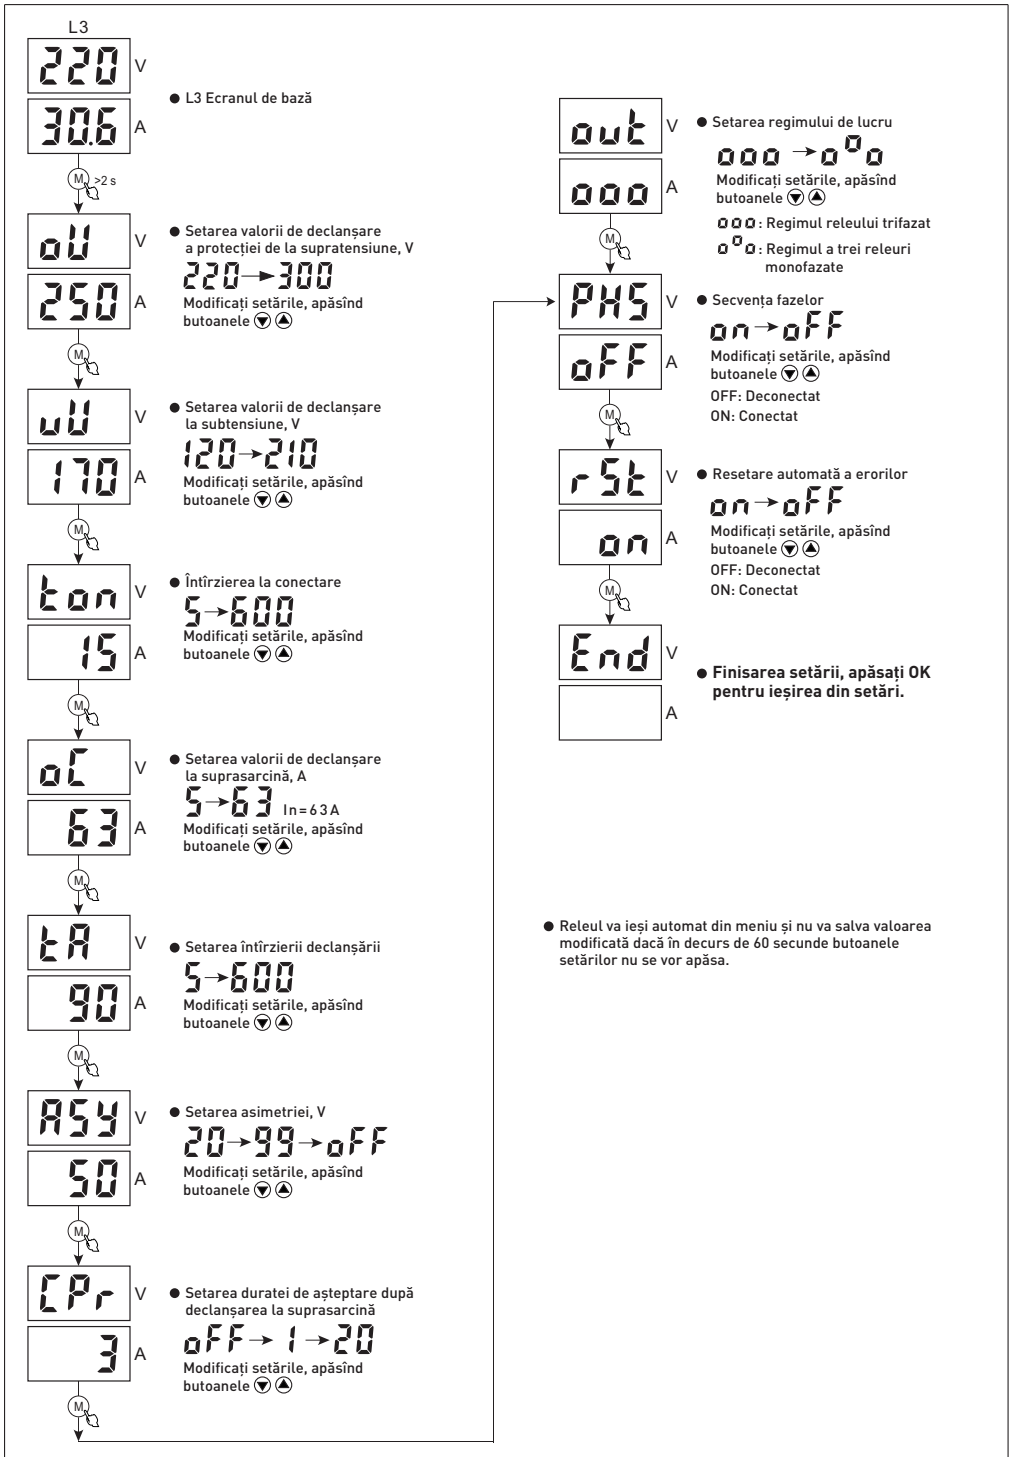 L3
220 V
30.6 A
● L3 Ecranul de bază
M >2 s
oU V
250 A
● Setarea valorii de declanșare
a protecției de la supratensiune, V
220→300
Modificați setările, apăsînd
butoanele
M
uU V
170 A
● Setarea valorii de declanșare
la subtensiune, V
120→210
Modificați setările, apăsînd
butoanele
M
ton V
15 A
● Întîrzierea la conectare
5→600
Modificați setările, apăsînd
butoanele
M
oC V
63 A
● Setarea valorii de declanșare
la suprasarcină, A
5→63 In=63A
Modificați setările, apăsînd
butoanele
M
tA V
90 A
● Setarea întîrzierii declanșării
5→600
Modificați setările, apăsînd
butoanele
M
ASY V
50 A
● Setarea asimetriei, V
20→99→oFF
Modificați setările, apăsînd
butoanele
M
CPr V
3 A
● Setarea duratei de așteptare după
declanșarea la suprasarcină
oFF→1→20
Modificați setările, apăsînd
butoanele
M
out V
ooo A
● Setarea regimului de lucru
ooo→ooo
Modificați setările, apăsînd
butoanele
ooo: Regimul releului trifazat
ooo: Regimul a trei releuri
monofazate
M
PHS V
oFF A
● Secvența fazelor
on→oFF
Modificați setările, apăsînd
butoanele
OFF: Deconectat
ON: Conectat
M
rSt V
on A
● Resetare automată a erorilor
on→oFF
Modificați setările, apăsînd
butoanele
OFF: Deconectat
ON: Conectat
M
End V
A
● Finisarea setării, apăsați OK
pentru ieșirea din setări.
● Releul va ieși automat din meniu și nu va salva valoarea
modificată dacă în decurs de 60 secunde butoanele
setărilor nu se vor apăsa.